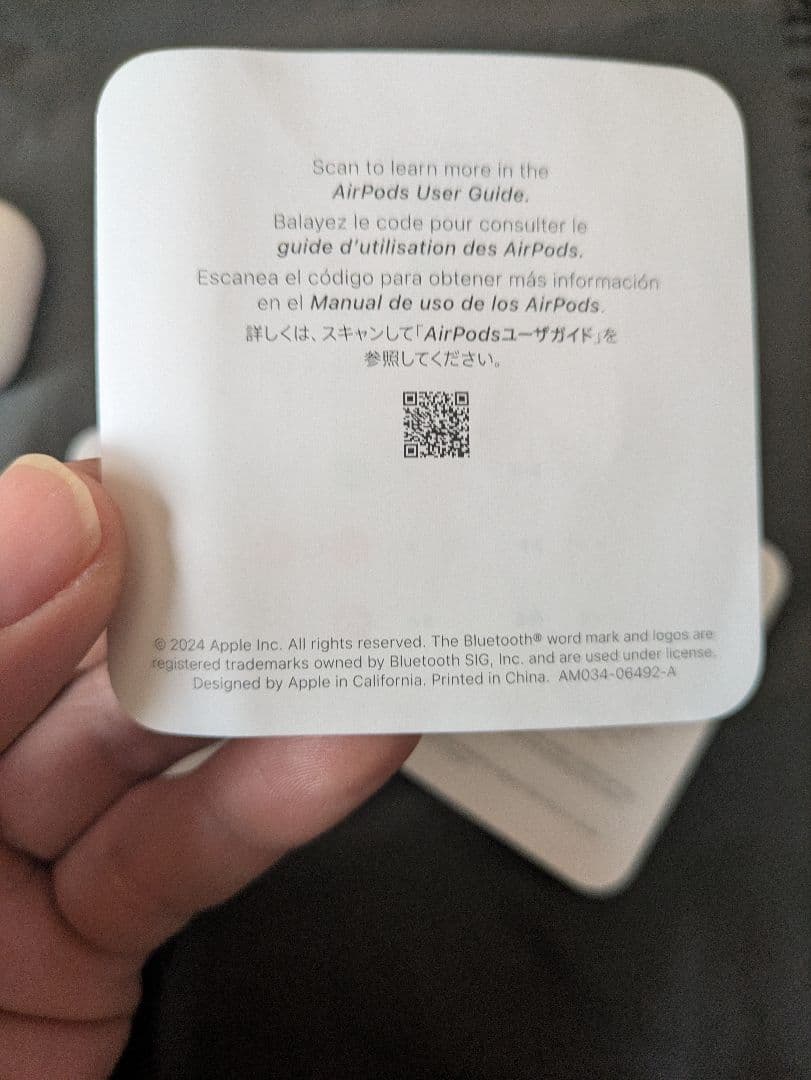 Scan to learn more in the
AirPods User Guide.
Balayez le code pour consulter le
guide d'utilisation des AirPods.
Escanea el código para obtener más información
en el Manual de uso de los AirPods.
詳しくは、スキャンして「AirPodsユーザガイド」を
参照してください。
© 2024 Apple Inc. All rights reserved. The Bluetooth® word mark and logos are
registered trademarks owned by Bluetooth SIG, Inc. and are used under license.
Designed by Apple in California. Printed in China. AM034-06492-A